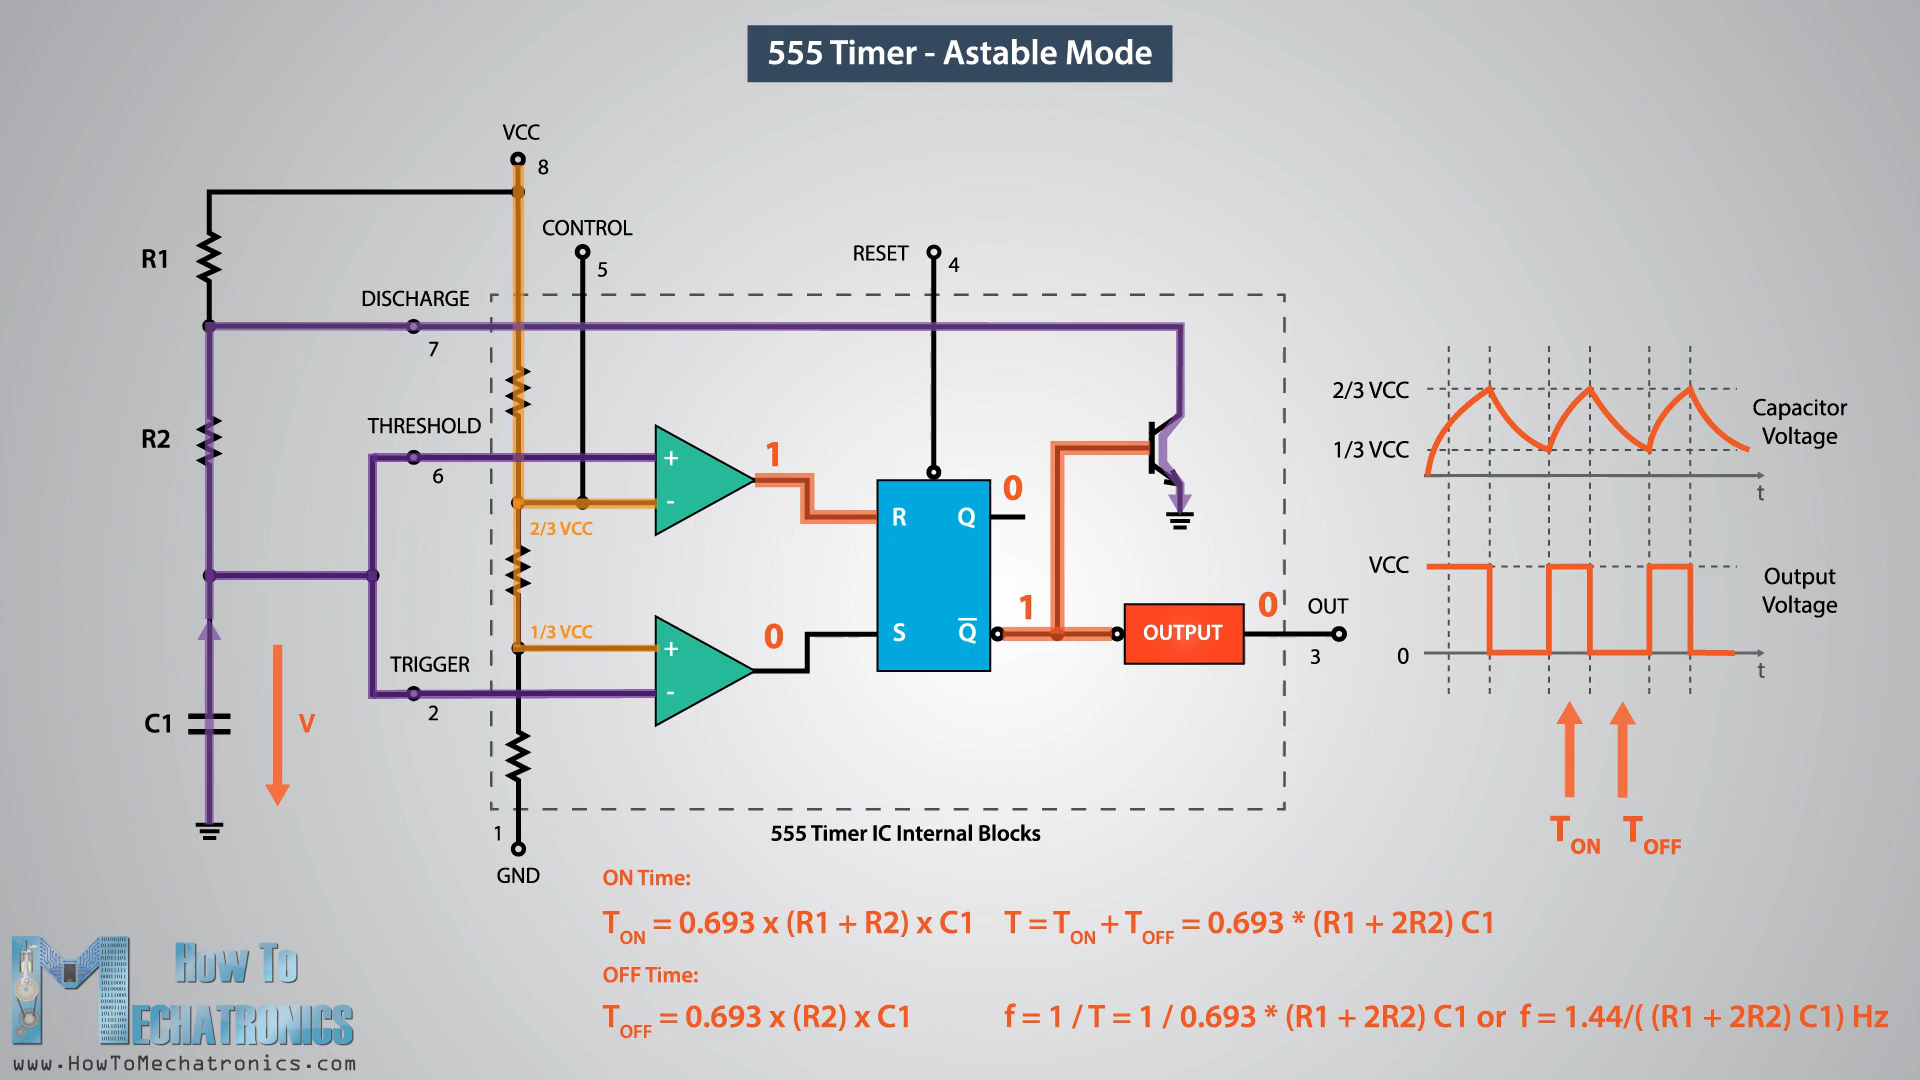 555 Timer - Astable Mode
VCC
8
CONTROL
5
RESET
4
R1
DISCHARGE
7
THRESHOLD
6
R2
2/3 VCC
1/3 VCC
TRIGGER
2
C1
V
+
-
1
+
-
0
R
Q
0
S
Q̅
1
OUTPUT
0
OUT
3
1
GND
555 Timer IC Internal Blocks
2/3 VCC
1/3 VCC
Capacitor
Voltage
t
VCC
0
Output
Voltage
t
TON
TOFF
ON Time:
TON = 0.693 x (R1 + R2) x C1
T = TON + TOFF = 0.693 * (R1 + 2R2) C1
OFF Time:
TOFF = 0.693 x (R2) x C1
f = 1 / T = 1 / 0.693 * (R1 + 2R2) C1 or f = 1.44/( (R1 + 2R2) C1) Hz
How To
MECHATRONICS
www.HowToMechatronics.com